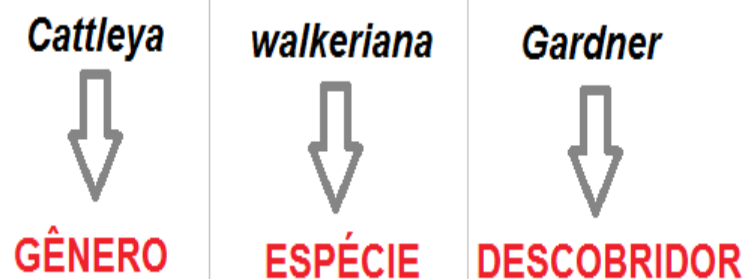 Cattleya walkeriana Gardner
GÊNERO ESPÉCIE DESCOBRIDOR